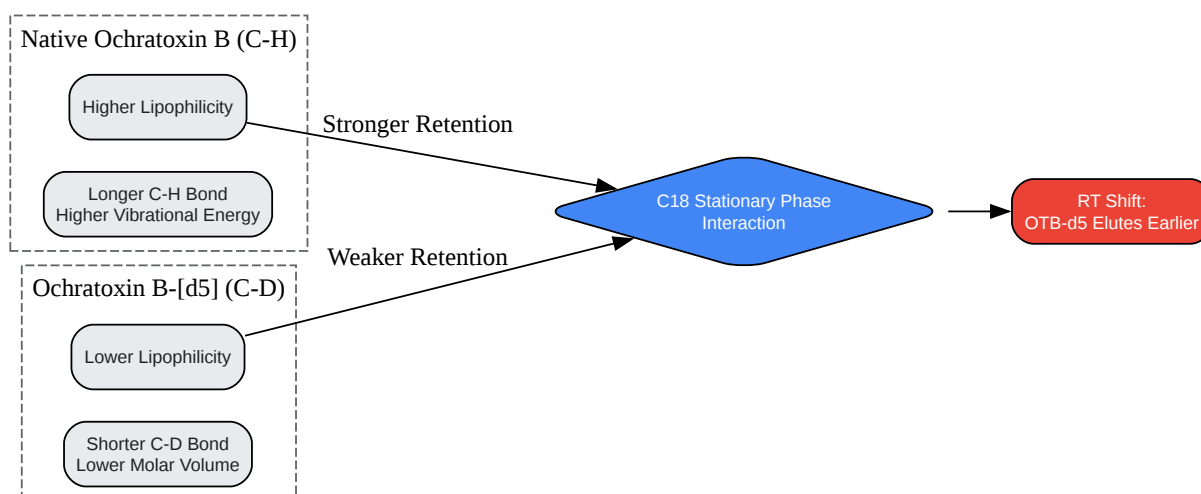 Native Ochratoxin B (C-H)
Higher Lipophilicity
Longer C-H Bond
Higher Vibrational Energy
Stronger Retention
Ochratoxin B-[d5] (C-D)
Lower Lipophilicity
Shorter C-D Bond
Lower Molar Volume
Weaker Retention
C18 Stationary Phase
Interaction
RT Shift:
OTB-d5 Elutes Earlier